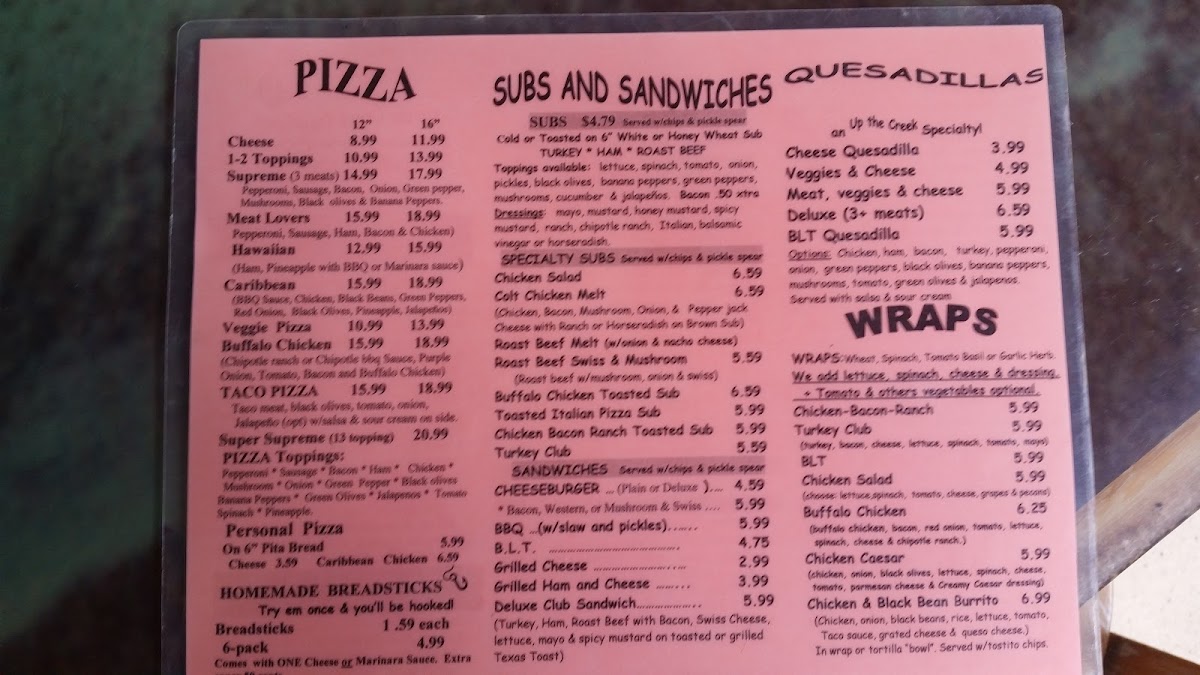 PIZZA
12" 16"
Cheese 8.99 11.99
1-2 Toppings 10.99 13.99
Supreme (3 meats) 14.99 17.99
Pepperoni, Sausage, Bacon, Onion, Green pepper,
Mushrooms, Black olives & Banana Peppers.
Meat Lovers 15.99 18.99
Pepperoni, Sausage, Ham, Bacon & Chicken)
Hawaiian 12.99 15.99
(Ham, Pineapple with BBQ or Marinara sauce)
Caribbean 15.99 18.99
(BBQ Sauce, Chicken, Black Beans, Green Peppers,
Red Onion, Black Olives, Pineapple, Jalapeños)
Veggie Pizza 10.99 13.99
Buffalo Chicken 15.99 18.99
(Chipotle ranch or Chipotle bbq Sauce, Purple
Onion, Tomato, Bacon and Buffalo Chicken)
TACO PIZZA 15.99 18.99
Taco meat, black olives, tomato, onion,
Jalapeño (opt) w/salsa & sour cream on side.
Super Supreme (13 topping) 20.99
PIZZA Toppings:
Pepperoni * Sausage * Bacon * Ham * Chicken *
Mushroom * Onion * Green Pepper * Black olives
Banana Peppers * Green Olives * Jalapenos * Tomato
Spinach * Pineapple.
Personal Pizza
On 6" Pita Bread 5.99
Cheese 3.59 Caribbean Chicken 6.59
HOMEMADE BREADSTICKS
Try em once & you'll be hooked!
Breadsticks 1 .59 each
6-pack 4.99
Comes with ONE Cheese or Marinara Sauce. Extra
SUBS AND SANDWICHES
SUBS $4.79 Served w/chips & pickle spear
Cold or Toasted on 6" White or Honey Wheat Sub
TURKEY * HAM * ROAST BEEF
Toppings available: lettuce, spinach, tomato, onion,
pickles, black olives, banana peppers, green peppers,
mushrooms, cucumber & jalapeños. Bacon .50 xtra
Dressings: mayo, mustard, honey mustard, spicy
mustard, ranch, chipotle ranch, Italian, balsamic
vinegar or horseradish.
SPECIALTY SUBS Served w/chips & pickle spear
Chicken Salad 6.59
Colt Chicken Melt 6.59
(Chicken, Bacon, Mushroom, Onion, & Pepper jack
Cheese with Ranch or Horseradish on Brown Sub)
Roast Beef Melt (w/onion & nacho cheese)
Roast Beef Swiss & Mushroom 5.59
(Roast beef w/mushroom, onion & swiss)
Buffalo Chicken Toasted Sub 6.59
Toasted Italian Pizza Sub 5.99
Chicken Bacon Ranch Toasted Sub 5.99
Turkey Club 5.59
SANDWICHES Served w/chips & pickle spear
CHEESEBURGER ... (Plain or Deluxe ).... 4.59
* Bacon, Western, or Mushroom & Swiss .... 5.99
BBQ ...(w/slaw and pickles)....... 5.99
B.L.T. .......................................... 4.75
Grilled Cheese .............................. 2.99
Grilled Ham and Cheese ......... 3.99
Deluxe Club Sandwich..................... 5.99
(Turkey, Ham, Roast Beef with Bacon, Swiss Cheese,
lettuce, mayo & spicy mustard on toasted or grilled
Texas Toast)
QUESADILLAS
an Up the Creek Specialty!
Cheese Quesadilla 3.99
Veggies & Cheese 4.99
Meat, veggies & cheese 5.99
Deluxe (3+ meats) 6.59
BLT Quesadilla 5.99
Options: Chicken, ham, bacon, turkey, pepperoni,
onion, green peppers, black olives, banana peppers,
mushrooms, tomato, green olives & jalapenos.
Served with salsa & sour cream
WRAPS
WRAPS: Wheat, Spinach, Tomato Basil or Garlic Herb.
We add lettuce, spinach, cheese & dressing.
+ Tomato & others vegetables optional.
Chicken-Bacon-Ranch 5.99
Turkey Club 5.99
(turkey, bacon, cheese, lettuce, spinach, tomato, mayo)
BLT 5.99
Chicken Salad 5.99
(choose: lettuce,spinach, tomato, cheese, grapes & pecans)
Buffalo Chicken 6.25
(buffalo chicken, bacon, red onion, tomato, lettuce,
spinach, cheese & chipotle ranch.)
Chicken Caesar 5.99
(chicken, onion, black olives, lettuce, spinach, cheese,
tomato, parmesan cheese & Creamy Caesar dressing)
Chicken & Black Bean Burrito 6.99
(Chicken, onion, black beans, rice, lettuce, tomato,
Taco sauce, grated cheese & queso cheese.)
In wrap or tortilla "bowl". Served w/tostito chips.